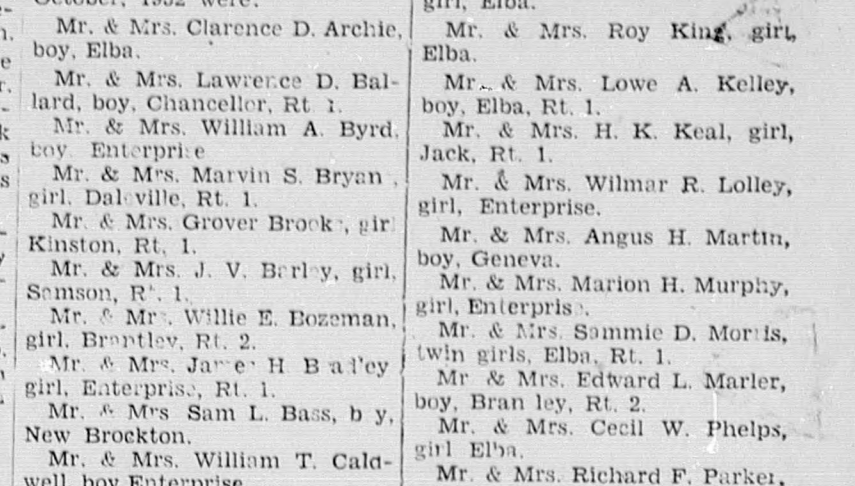 October, 1952 were:
Mr. & Mrs. Clarence D. Archie,
boy, Elba.
Mr. & Mrs. Lawrence D. Bal-
lard, boy, Chancellor, Rt 1.
Mr. & Mrs. William A. Byrd,
boy Enterprise
Mr. & Mrs. Marvin S. Bryan ,
girl, Daleville, Rt. 1.
Mr. & Mrs. Grover Brooks, girl
Kinston, Rt. 1.
Mr. & Mrs. J. V. girl,
Samson, Rt. 1.
Mr. & Mrs. Willie E. Bozeman,
girl, Brantley, Rt. 2.
Mr. & Mrs. James H Bradley
girl, Enterprise, Rt. 1.
Mr. & Mrs Sam L. Bass, b y,
New Brockton.
Mr. & Mrs. William T. Cald-
well boy Enterprise
girl, Elba.
Mr. & Mrs. Roy King, girl,
Elba.
Mr. & Mrs. Lowe A. Kelley,
boy, Elba, Rt. 1.
Mr. & Mrs. H. K. Keal, girl,
Jack, Rt. 1.
Mr. & Mrs. Wilmar R. Lolley,
girl, Enterprise.
Mr. & Mrs. Angus H. Martin,
boy, Geneva.
Mr. & Mrs. Marion H. Murphy,
girl, Enterprise.
Mr. & Mrs. Sammie D. Morris,
twin girls, Elba, Rt. 1.
Mr & Mrs. Edward L. Marler,
boy, Bran ley, Rt. 2.
Mr. & Mrs. Cecil W. Phelps,
girl Elba.
Mr. & Mrs. Richard F. Parker,